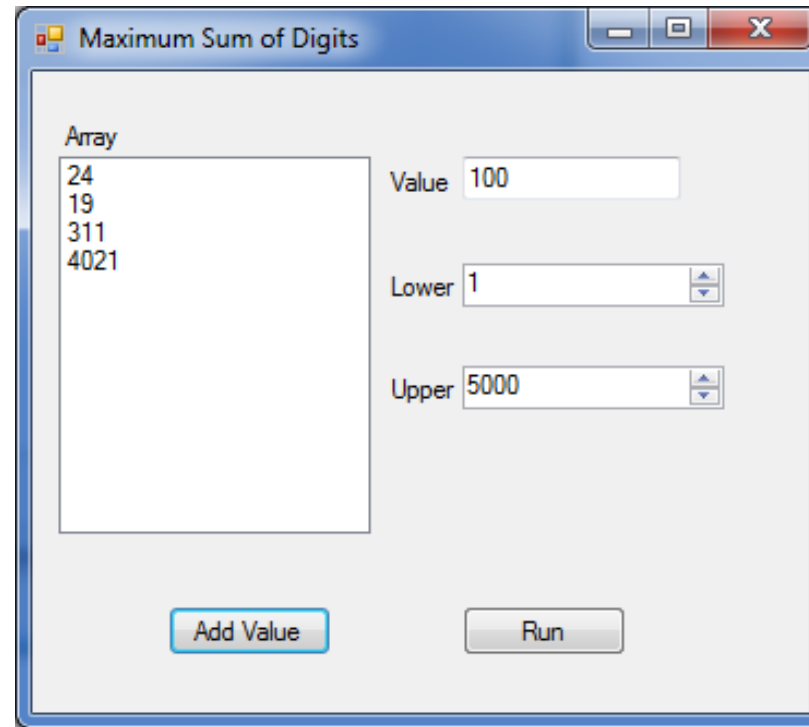 Maximum Sum of Digits
Array
24
19
311
4021
Value 100
Lower 1
Upper 5000
Add Value
Run